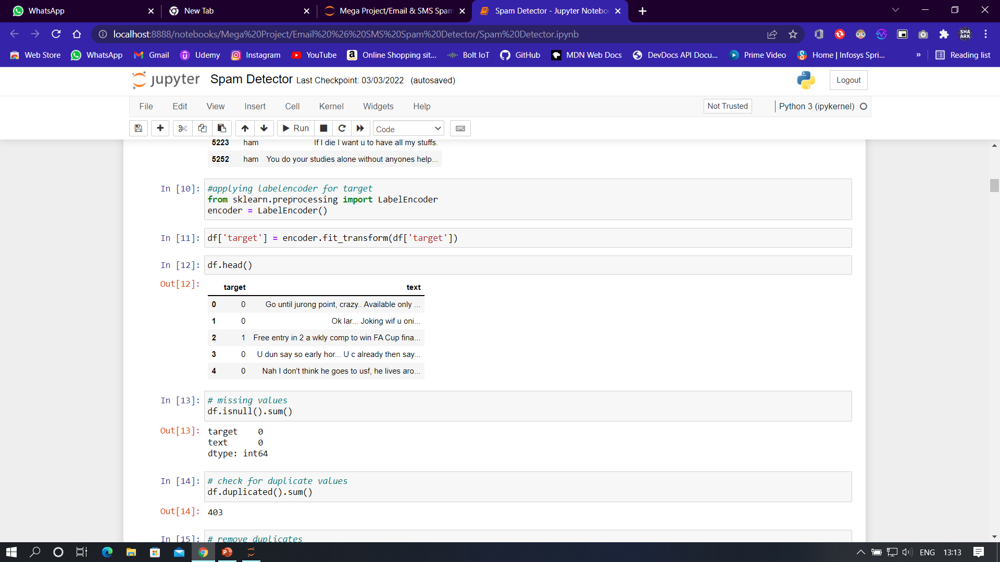 WhatsApp
New Tab
Mega Project/Email & SMS Spam
Spam Detector - Jupyter Notebo
localhost:8888/notebooks/Mega%20Project/Email%20%26%20SMS%20Spam%20Detector/Spam%20Detector.ipynb
SHA
ARK
Web Store
WhatsApp
Gmail
Udemy
Instagram
YouTube
Online Shopping sit...
Bolt IoT
GitHub
MDN Web Docs
DevDocs API Docu...
Prime Video
Home | Infosys Spri...
»
Reading list
jupyter
Spam Detector Last Checkpoint: 03/03/2022 (autosaved)
Logout
File Edit View Insert Cell Kernel Widgets Help
Not Trusted
Python 3 (ipykernel)
Run
Code
5223 ham If I die I want u to have all my stuffs.
5252 ham You do your studies alone without anyones help...
In [10]: #applying labelencoder for target
from sklearn.preprocessing import LabelEncoder
encoder = LabelEncoder()
In [11]: df['target'] = encoder.fit_transform(df['target'])
In [12]: df.head()
Out[12]:
target text
0 0 Go until jurong point, crazy.. Available only ...
1 0 Ok lar... Joking wif u oni...
2 1 Free entry in 2 a wkly comp to win FA Cup fina...
3 0 U dun say so early hor... U c already then say...
4 0 Nah I don't think he goes to usf, he lives aro...
In [13]: # missing values
df.isnull().sum()
Out[13]: target 0
text 0
dtype: int64
In [14]: # check for duplicate values
df.duplicated().sum()
Out[14]: 403
In [15]: # remove duplicates
ENG
13:13